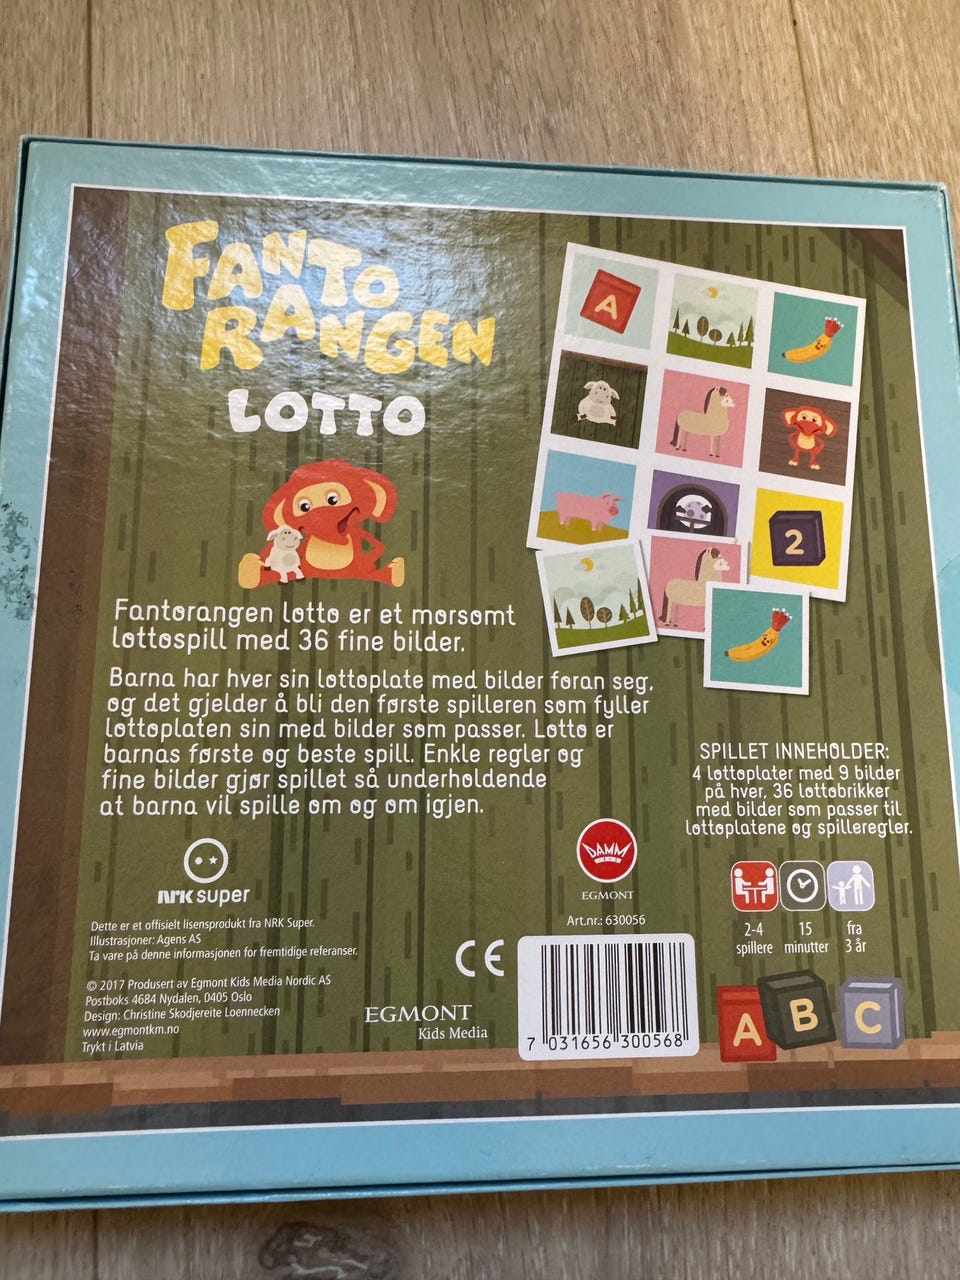 FANTO
RANGEN
LOTTO
Fantorangen lotto er et morsomt
lottospill med 36 fine bilder.
Barna har hver sin lottoplate med bilder foran seg,
og det gjelder å bli den første spilleren som fyller
lottoplaten sin med bilder som passer. Lotto er
barnas første og beste spill. Enkle regler og
fine bilder gjør spillet så underholdende
at barna vil spille om og om igjen.
A
2
SPILLET INNEHOLDER:
4 lottoplater med 9 bilder
på hver, 36 lottobrikker
med bilder som passer til
lottoplatene og spilleregler.
NRK super
DAMM
EGMONT
Art.nr.: 630056
2-4
spillere
15
minutter
fra
3 år
Dette er et offisielt lisensprodukt fra NRK Super.
Illustrasjoner: Agens AS
Ta vare på denne informasjonen for fremtidige referanser.
© 2017 Produsert av Egmont Kids Media Nordic AS
Postboks 4684 Nydalen, 0405 Oslo
Design: Christine Skodjereite Loennecken
www.egmontkm.no
Trykt i Latvia
CE
EGMONT
Kids Media
7 031656 300568
A B C